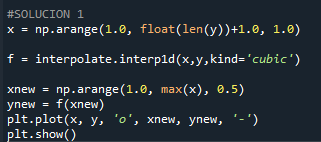 #SOLUCION 1
x = np.arange(1.0, float(len(y))+1.0, 1.0)
f = interpolate.interp1d(x,y,kind='cubic')
xnew = np.arange(1.0, max(x), 0.5)
ynew = f(xnew)
plt.plot(x, y, 'o', xnew, ynew, '-')
plt.show()